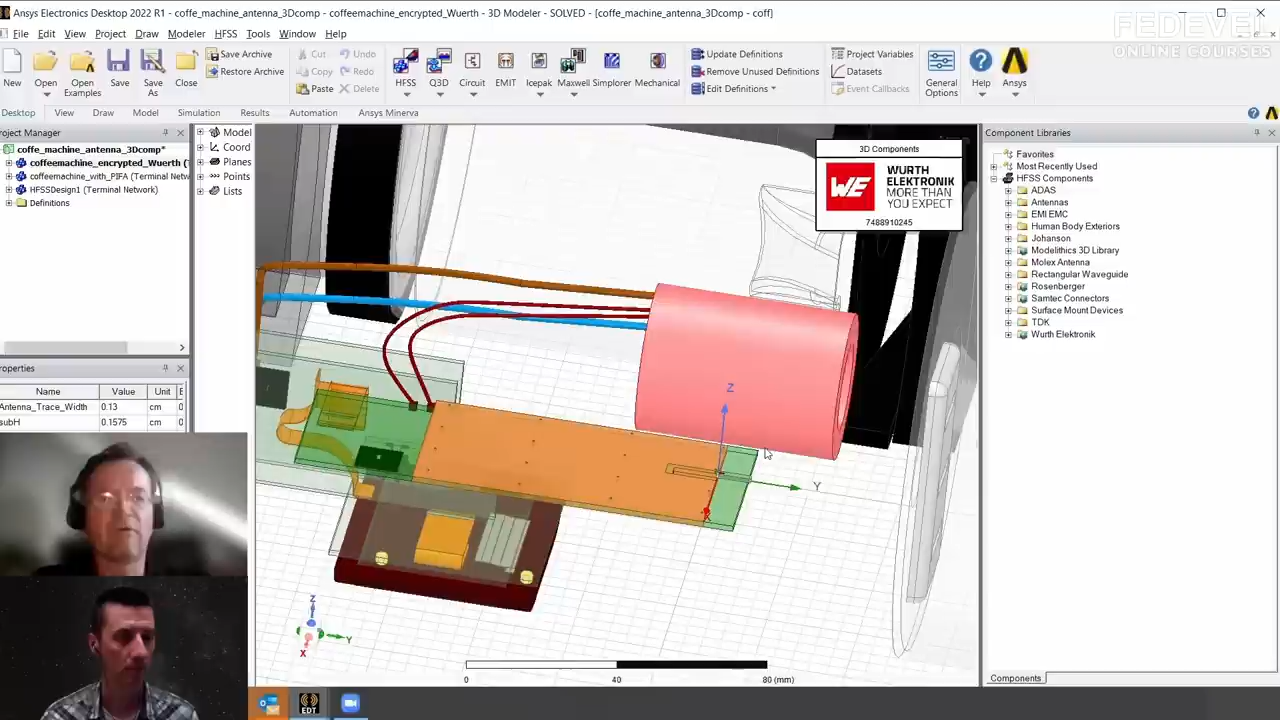 Ansys Electronics Desktop 2022 R1 - coffe_machine_antenna_3Dcomp - coffeemachine_encrypted_Wuerth - 3D Modeler - SOLVED - [coffe_machine_antenna_3Dcomp - coff]
FEDEVEL
ONLINE COURSES
File Edit View Project Draw Modeler HFSS Tools Window Help
New
Open
Open Examples
Save
Save As
Close
Save Archive
Restore Archive
Cut
Copy
Paste
Undo
Redo
Delete
HFSS
Q3D
Circuit
EMIT
Icepak
Maxwell
Simplorer
Mechanical
Update Definitions
Remove Unused Definitions
Edit Definitions
Project Variables
Datasets
Event Callbacks
General Options
Help
Ansys
Desktop View Draw Model Simulation Results Automation Ansys Minerva
roject Manager
coffe_machine_antenna_3Dcomp*
coffeemachine_encrypted_Wuerth (
coffeemachine_with_PIFA (Terminal Netw
HFSSDesign1 (Terminal Network)
Definitions
Model
Coord
Planes
Points
Lists
roperties
Name Value Unit E
Antenna_Trace_Width 0.13 cm 0
subH 0.1575 cm 0
3D Components
WE
WURTH
ELEKTRONIK
MORE THAN
YOU EXPECT
7488910245
Z
Y
X
Z
Y
X
0 40 80 (mm)
Component Libraries
Favorites
Most Recently Used
HFSS Components
ADAS
Antennas
EMI EMC
Human Body Exteriors
Johanson
Modelithics 3D Library
Molex Antenna
Rectangular Waveguide
Rosenberger
Samtec Connectors
Surface Mount Devices
TDK
Wurth Elektronik
Components
EDT